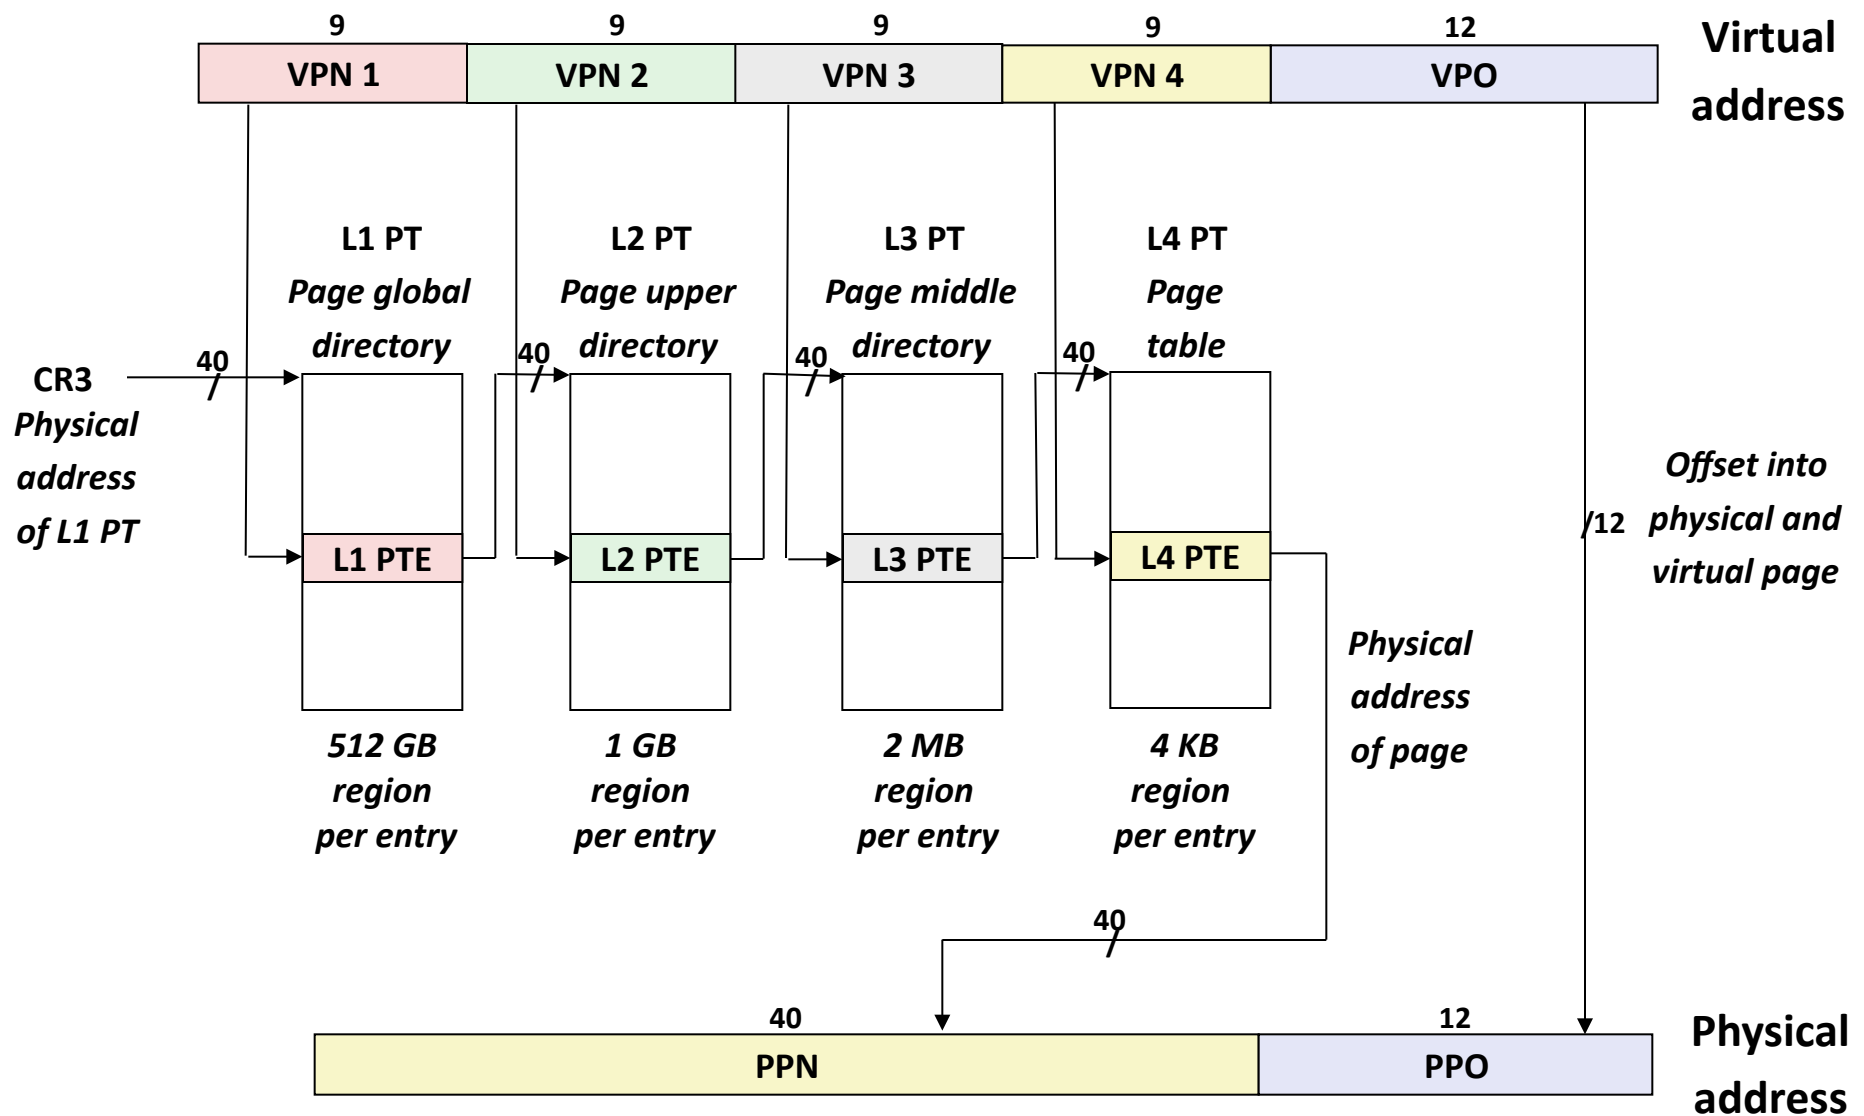 9 9 9 9 12
VPN 1 VPN 2 VPN 3 VPN 4 VPO
Virtual
address
L1 PT
Page global
directory
L2 PT
Page upper
directory
L3 PT
Page middle
directory
L4 PT
Page
table
40 40 40 40
CR3
Physical
address
of L1 PT
L1 PTE L2 PTE L3 PTE L4 PTE
/12
Offset into
physical and
virtual page
512 GB
region
per entry
1 GB
region
per entry
2 MB
region
per entry
4 KB
region
per entry
Physical
address
of page
40
40 12
PPN PPO
Physical
address